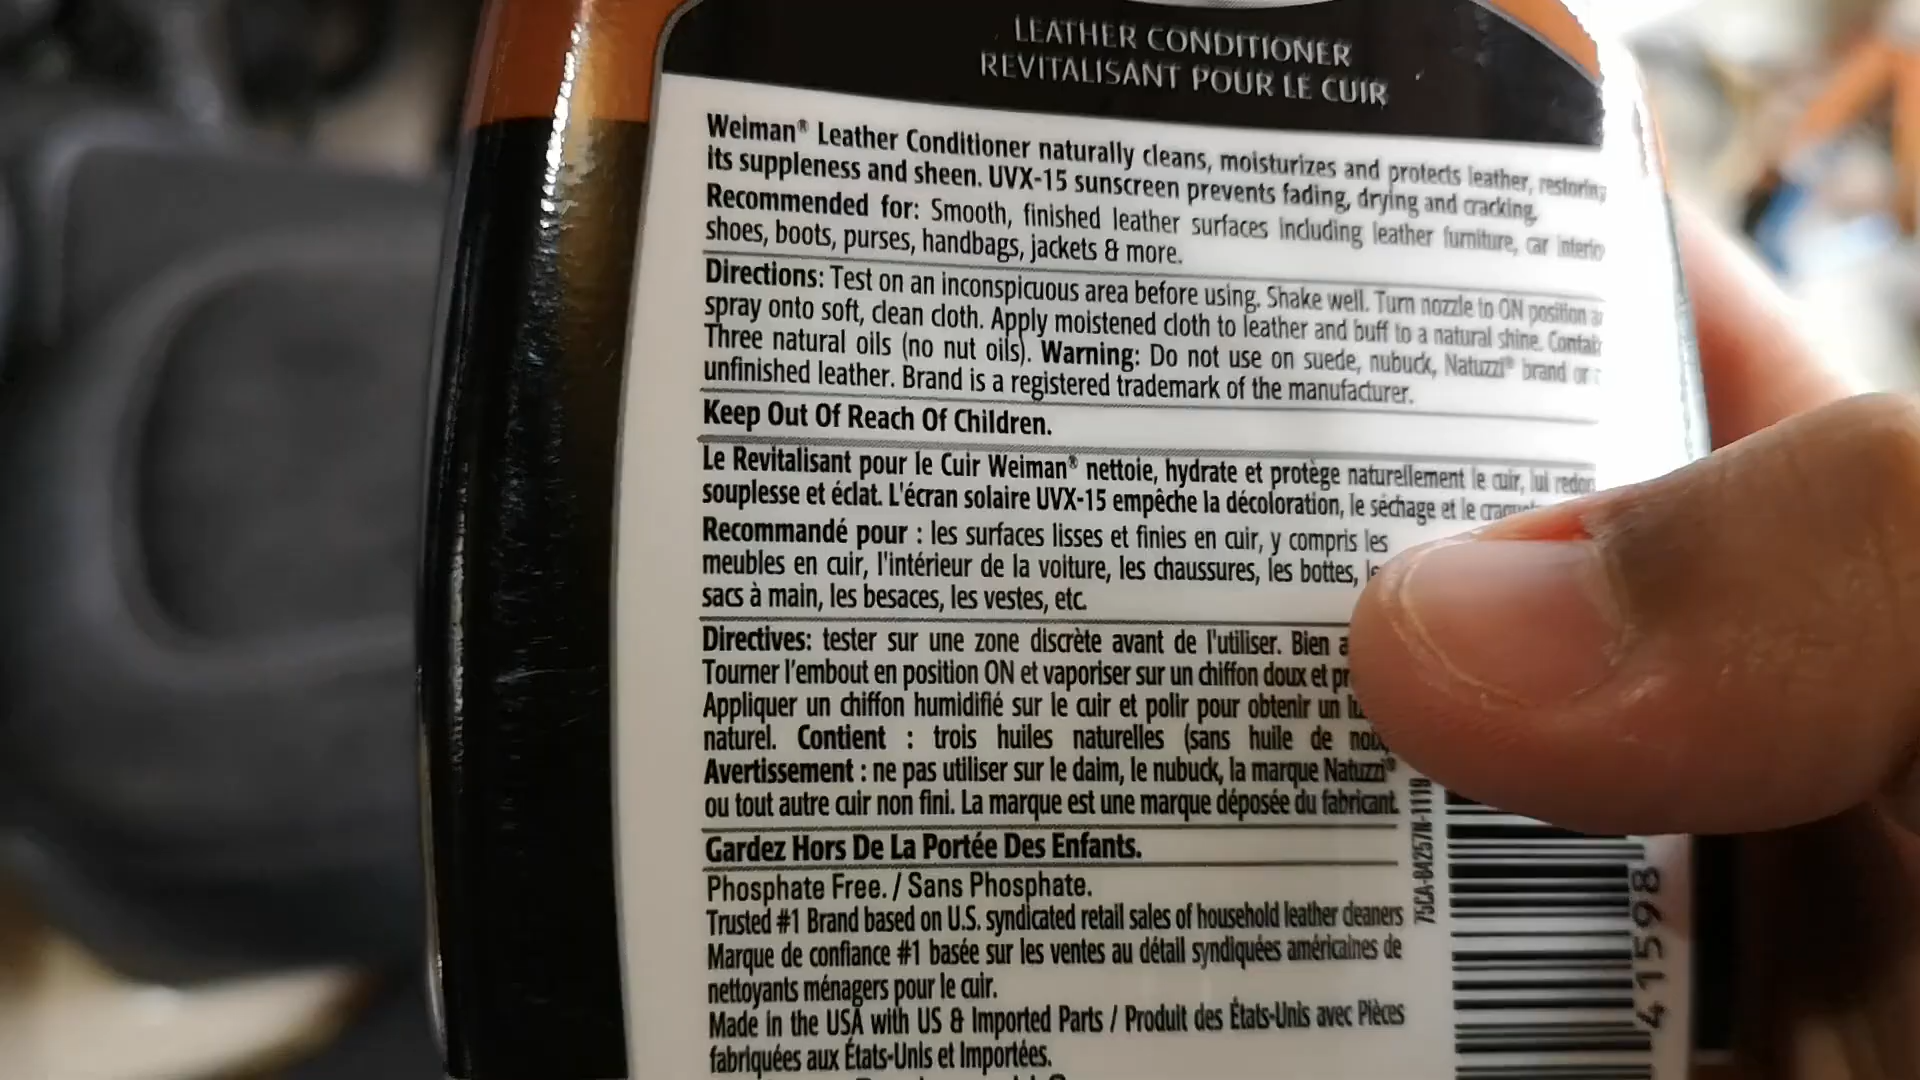 LEATHER CONDITIONER
REVITALISANT POUR LE CUIR
Weiman® Leather Conditioner naturally cleans, moisturizes and protects leather,
its suppleness and sheen. UVX-15 sunscreen prevents fading, drying and cracking.
Recommended for: Smooth, finished leather surfaces including leather furniture, car
shoes, boots, purses, handbags, jackets & more.
Directions: Test on an inconspicuous area before using. Shake well. Turn nozzle to ON position
spray onto soft, clean cloth. Apply moistened cloth to leather and buff to a natural shine.
Three natural oils (no nut oils). Warning: Do not use on suede, nubuck, Natuzzi® brand or
unfinished leather. Brand is a registered trademark of the manufacturer.
Keep Out Of Reach Of Children.
Le Revitalisant pour le Cuir Weiman® nettoie, hydrate et protège naturellement le cuir, lui
souplesse et éclat. L'écran solaire UVX-15 empêche la décoloration, le séchage et le
Recommandé pour : les surfaces lisses et finies en cuir, y compris les
meubles en cuir, l'intérieur de la voiture, les chaussures, les bottes,
sacs à main, les besaces, les vestes, etc.
Directives: tester sur une zone discrète avant de l'utiliser. Bien
Tourner l'embout en position ON et vaporiser sur un chiffon doux et
Appliquer un chiffon humidifié sur le cuir et polir pour obtenir un
naturel. Contient : trois huiles naturelles (sans huile de
Avertissement : ne pas utiliser sur le daim, le nubuck, la marque Natuzzi®
ou tout autre cuir non fini. La marque est une marque déposée du fabricant.
Gardez Hors De La Portée Des Enfants.
Phosphate Free. / Sans Phosphate.
Trusted #1 Brand based on U.S. syndicated retail sales of household leather cleaners
Marque de confiance #1 basée sur les ventes au détail syndiquées américaines de
nettoyants ménagers pour le cuir.
Made in the USA with US & Imported Parts / Produit des États-Unis avec Pièces
fabriquées aux États-Unis et Importées.
75CA-B4257N-1119
41598